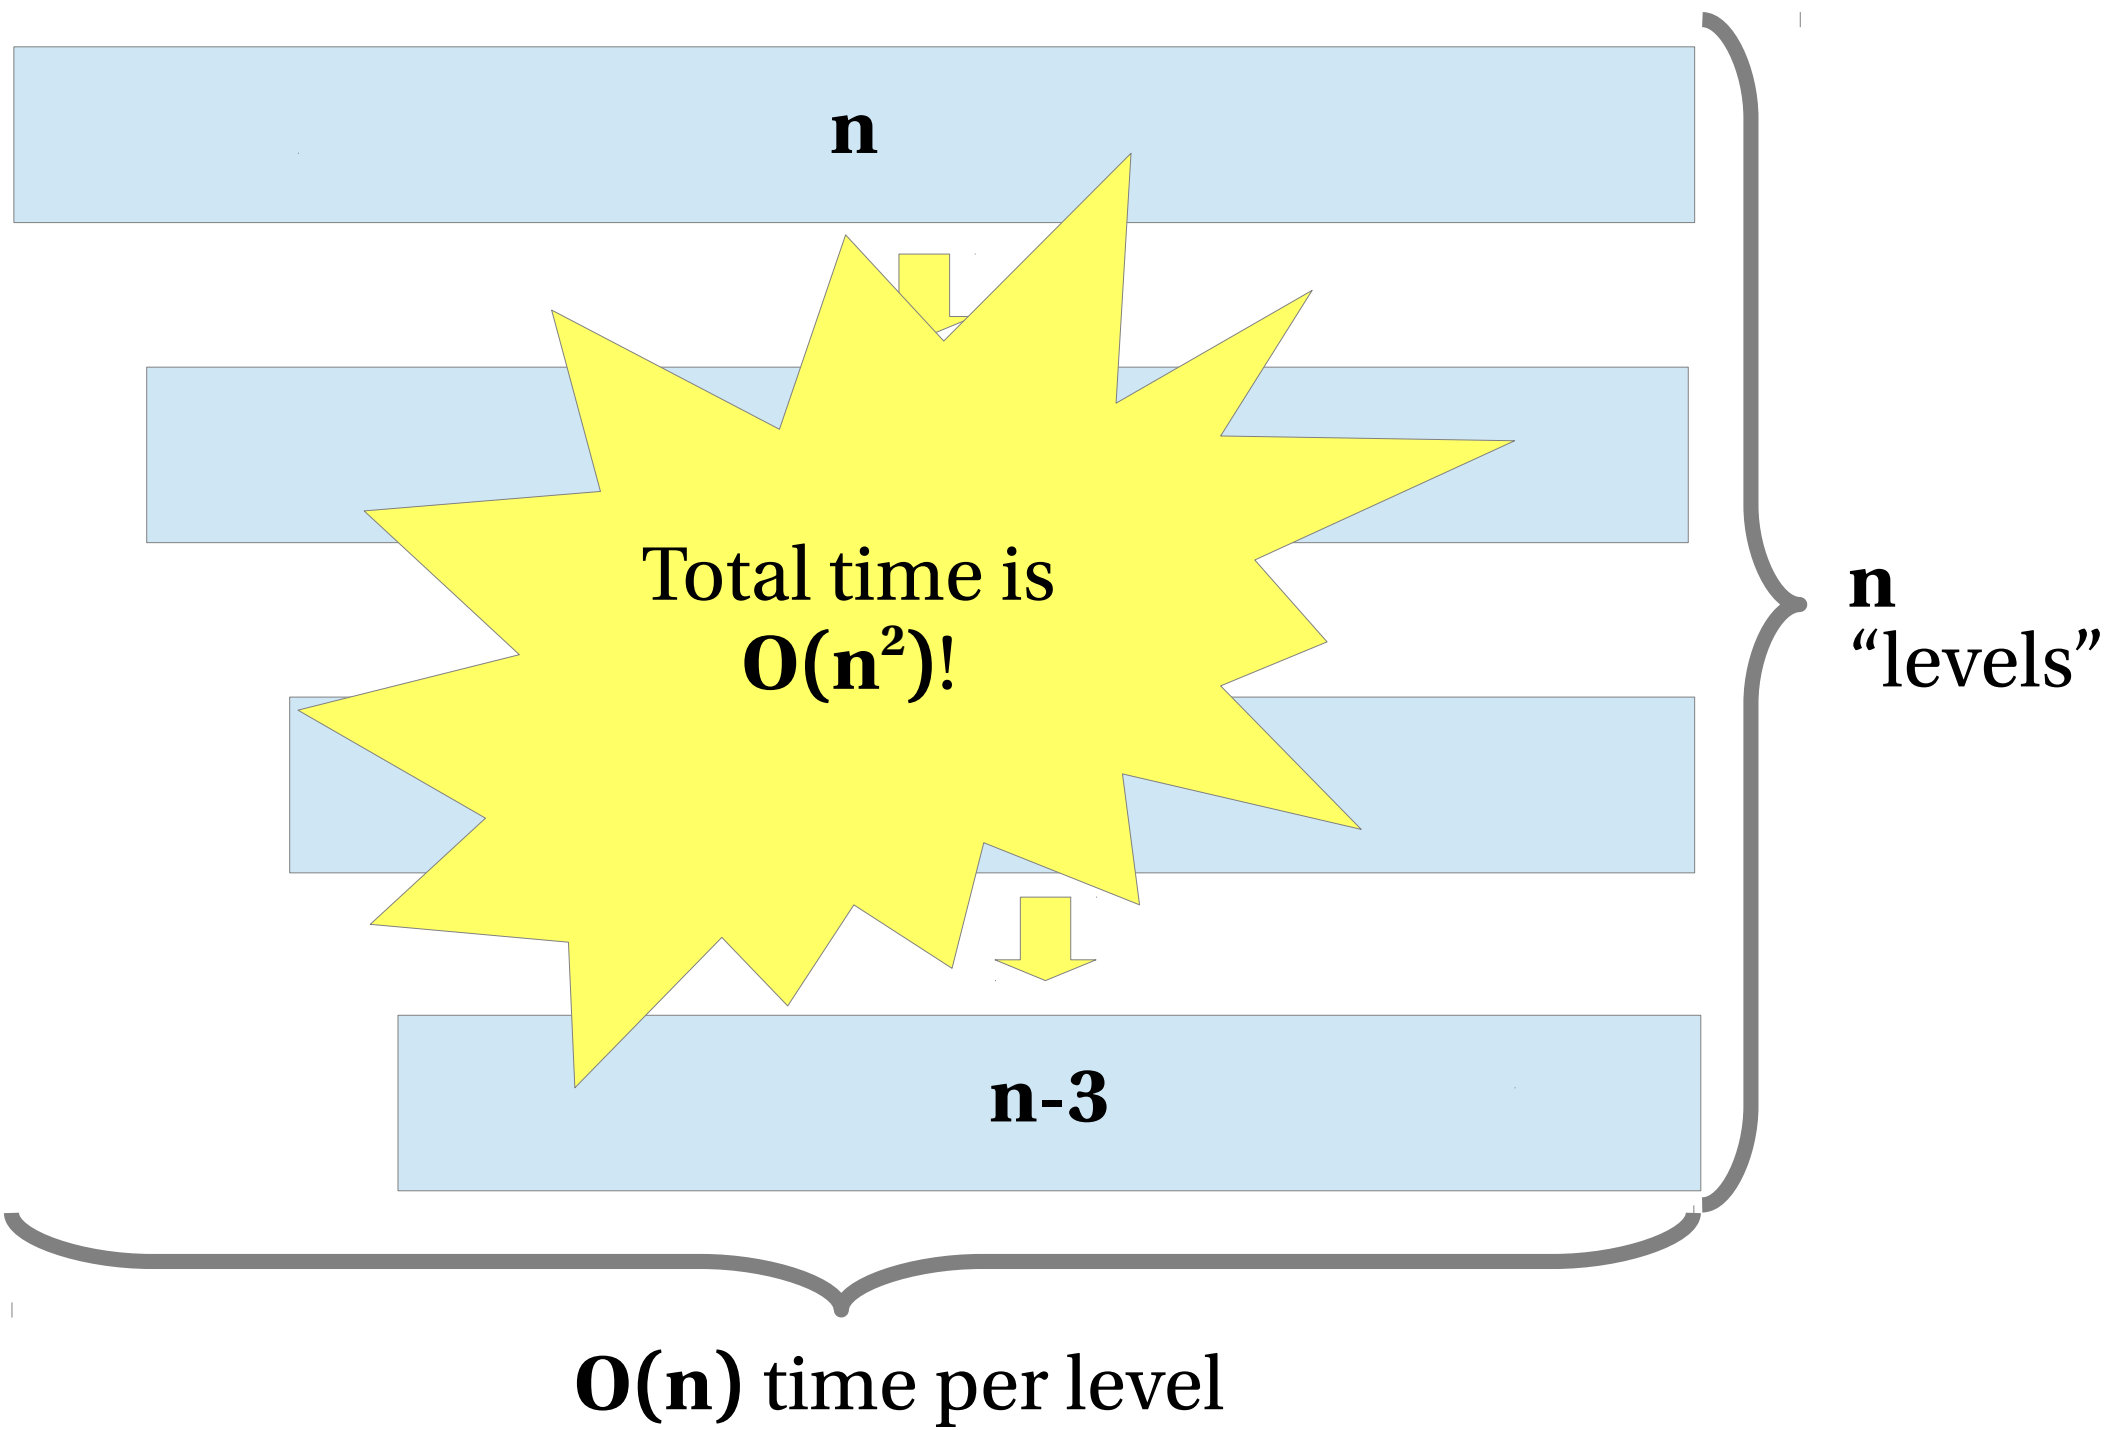 n
Total time is
O(n²)!
n
“levels”
n-3
O(n) time per level